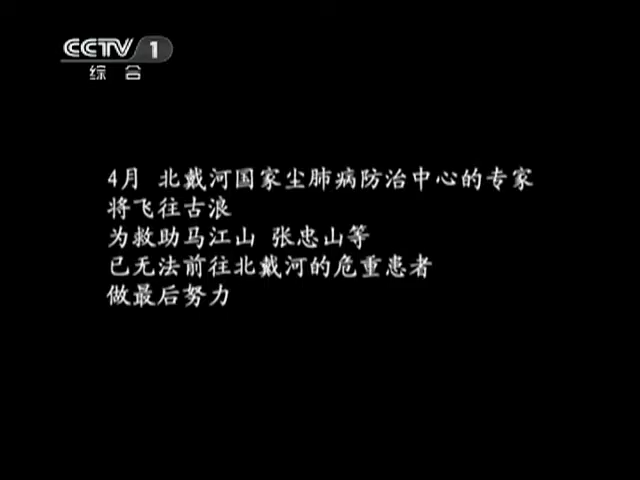 CCTV 1
综合
4月 北戴河国家尘肺病防治中心的专家
将飞往古浪
为救助马江山 张忠山等
已无法前往北戴河的危重患者
做最后努力